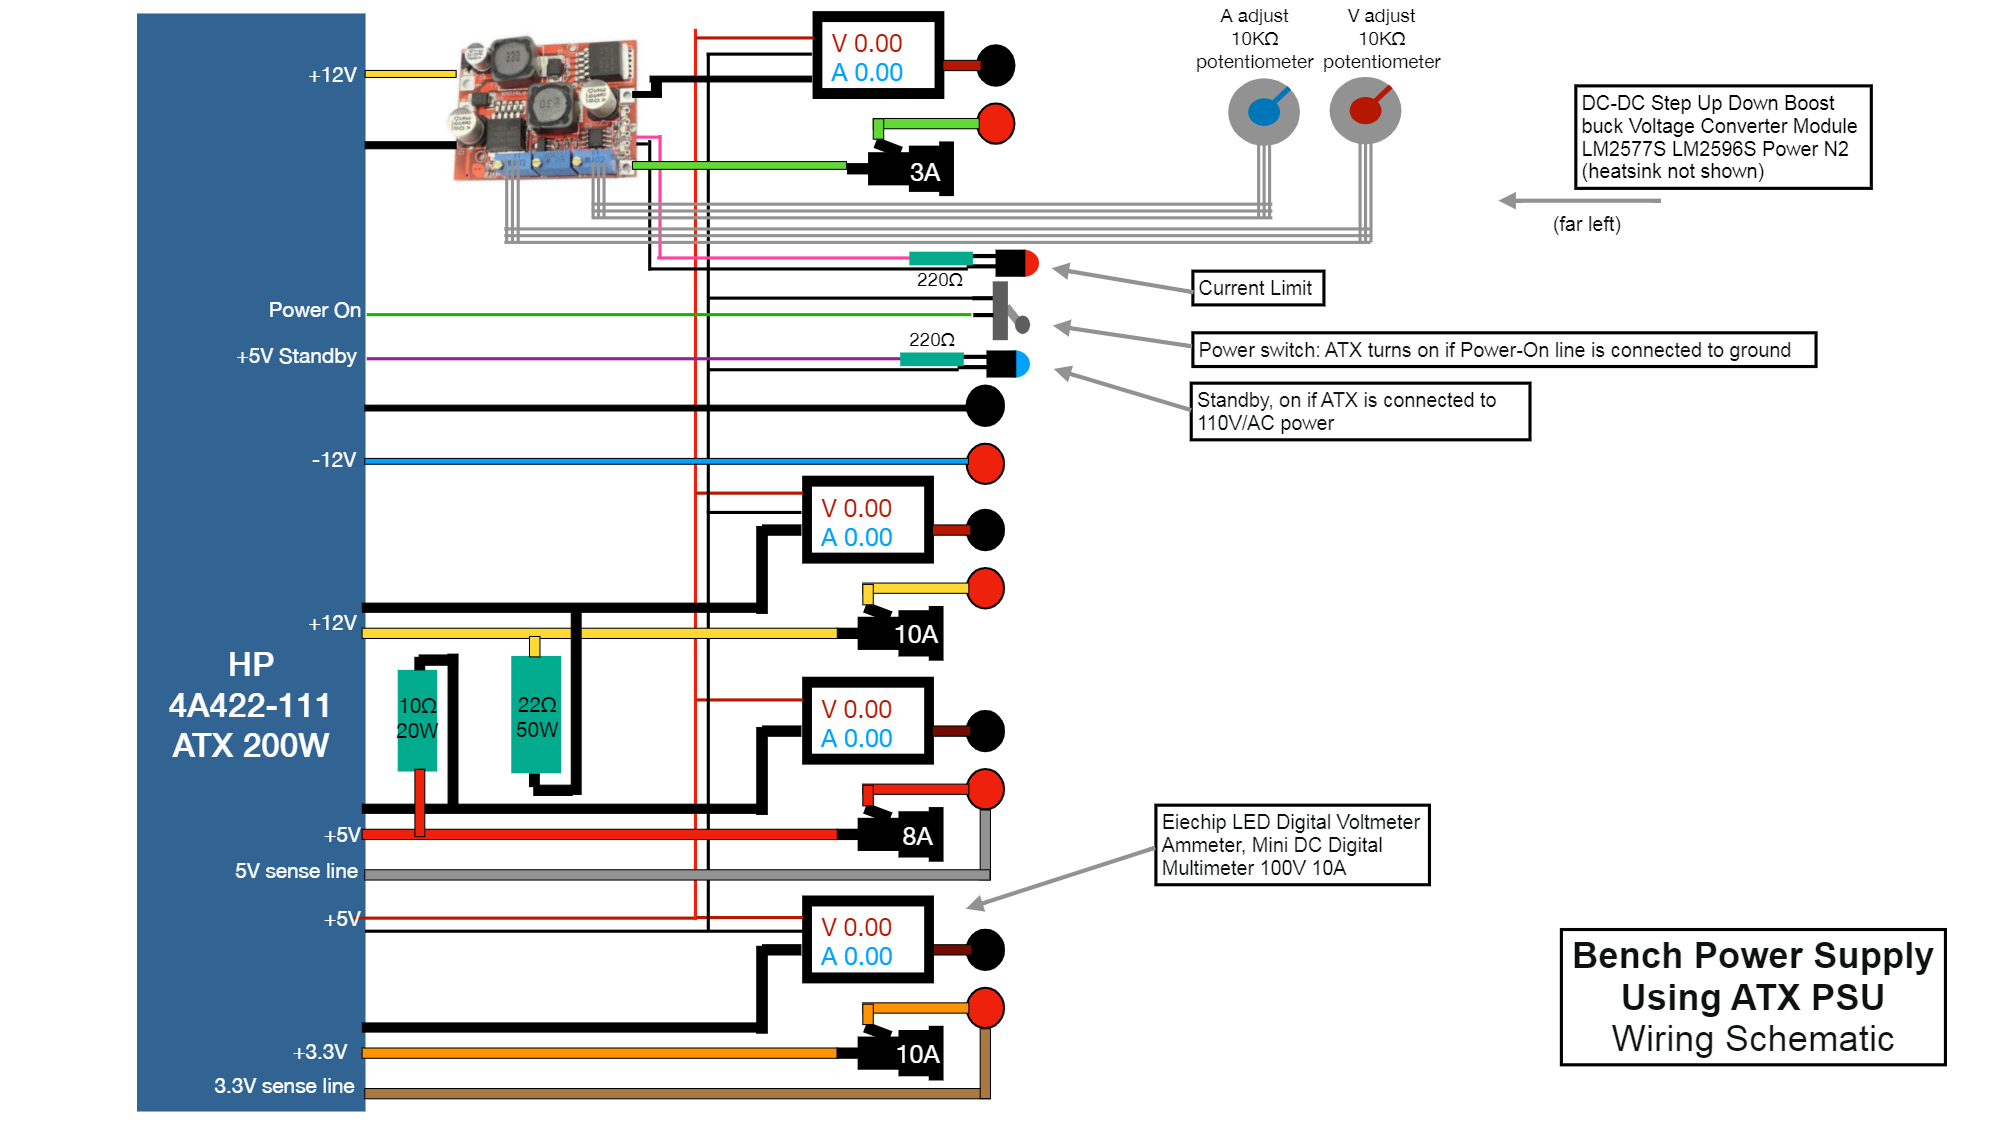 A adjust
10KΩ
potentiometer
V adjust
10KΩ
potentiometer
+12V
V 0.00
A 0.00
3A
DC-DC Step Up Down Boost
buck Voltage Converter Module
LM2577S LM2596S Power N2
(heatsink not shown)
(far left)
220Ω
Current Limit
Power On
Power switch: ATX turns on if Power-On line is connected to ground
220Ω
+5V Standby
Standby, on if ATX is connected to
110V/AC power
-12V
V 0.00
A 0.00
+12V
10A
HP
4A422-111
ATX 200W
10Ω
20W
22Ω
50W
V 0.00
A 0.00
+5V
8A
5V sense line
Eiechip LED Digital Voltmeter
Ammeter, Mini DC Digital
Multimeter 100V 10A
+5V
V 0.00
A 0.00
+3.3V
10A
3.3V sense line
Bench Power Supply
Using ATX PSU
Wiring Schematic